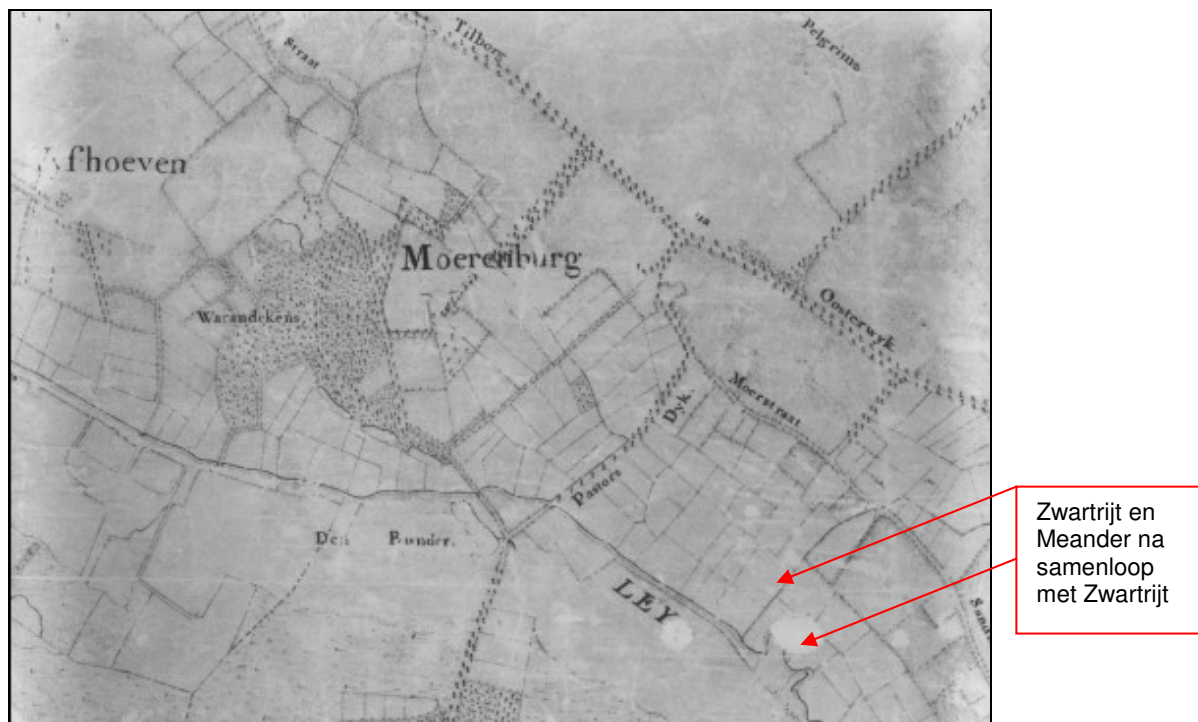 Straat
Tilborg
Pelgrims
fhoeven
Moerenburg
Warandekens
Oosterwyk
Moerstraat
Pastors Dyk.
Den Bunder.
LEY
Zwartrijt en
Meander na
samenloop
met Zwartrijt